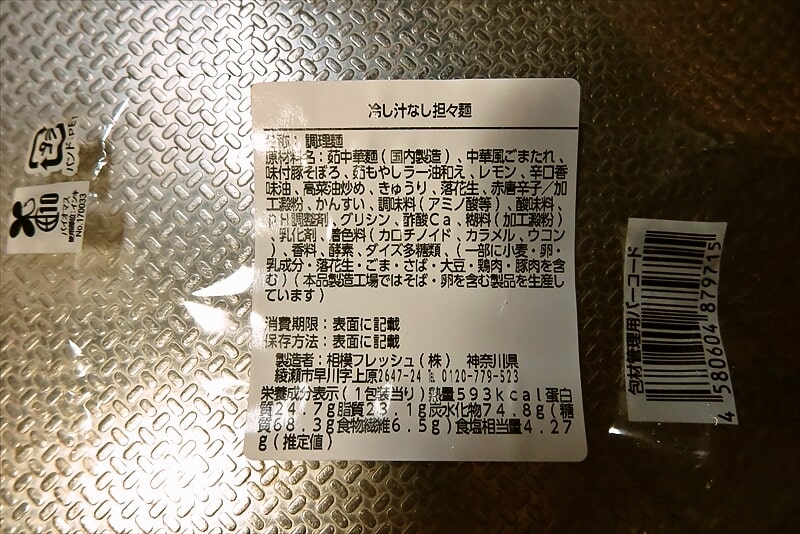 冷し汁なし担々麺
名称：調理麺
原材料名：茹中華麺(国内製造)、中華風ごまたれ、
味付豚そぼろ、茹もやしラー油和え、レモン、辛口香
味油、高菜油炒め、きゅうり、落花生、赤唐辛子／加
工澱粉、かんすい、調味料(アミノ酸等)、酸味料、
pH調整剤、グリシン、酢酸Ca、糊料(加工澱粉)
、乳化剤、着色料(カロチノイド、カラメル、ウコン
)、香料、酵素、ダイズ多糖類、(一部に小麦・卵・
乳成分・落花生・ごま・さば・大豆・鶏肉・豚肉を含
む)(本品製造工場ではそば・卵を含む製品を生産し
ています)
消費期限：表面に記載
保存方法：表面に記載
製造者：相模フレッシュ(株) 神奈川県
綾瀬市早川字上原2647-24 ℡ 0120-779-523
栄養成分表示(1包装当り)熱量593kcal蛋白
質24.7g脂質23.1g炭水化物74.8g(糖
質68.3g食物繊維6.5g)食塩相当量4.27
g(推定値)
バンド:PE
バイオマス
No.170033
包材管理用バーコード
4 580604 879715